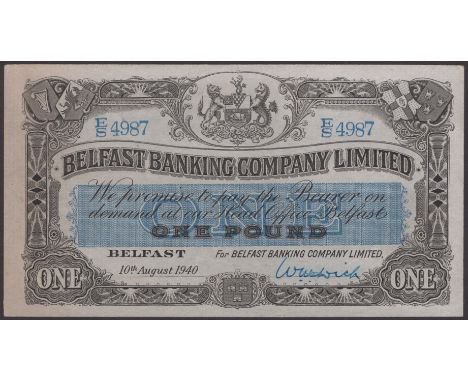 E/S 4987
E/S 4987
BELFAST BANKING COMPANY LIMITED.
We promise to pay the Bearer on
demand at our Head Office Belfast
ONE
ONE POUND
BELFAST For BELFAST BANKING COMPANY LIMITED,
10th August 1940
ONE
ONE